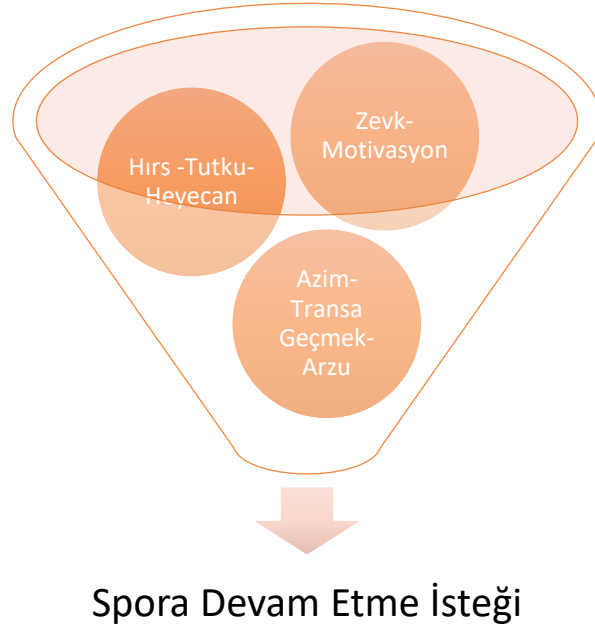 Zevk-
Motivasyon
Hırs -Tutku-
Heyecan
Azim-
Transa
Geçmek-
Arzu
Spora Devam Etme İsteği